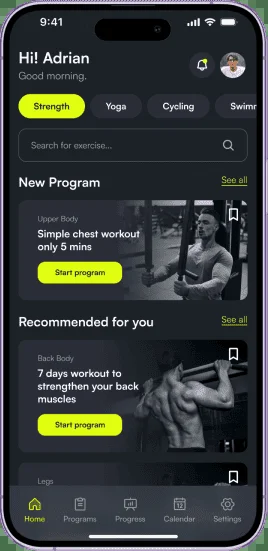 9:41
Hi! Adrian
Good morning.
Strength
Yoga
Cycling
Swimm
Search for exercise...
New Program
See all
Upper Body
Simple chest workout
only 5 mins
Start program
Recommended for you
See all
Back Body
7 days workout to
strengthen your back
muscles
Start program
Legs
Home
Programs
Progress
12
Calendar
Settings